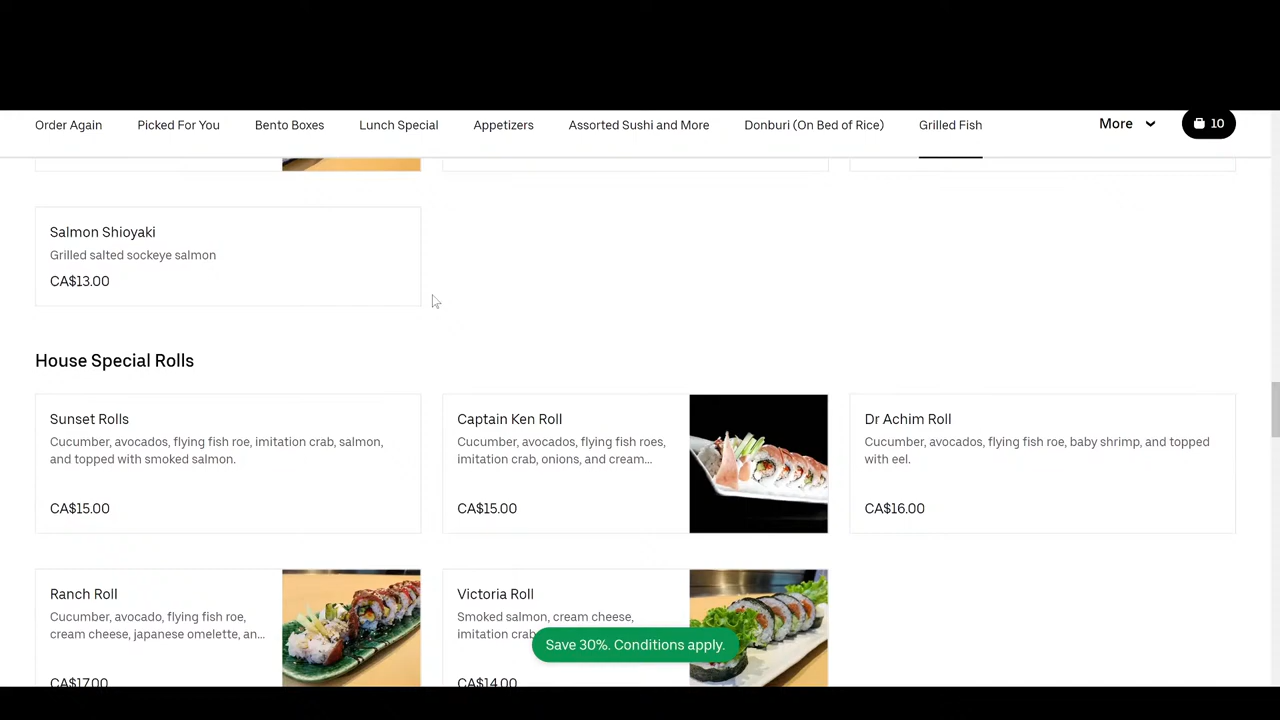 Order Again Picked For You Bento Boxes Lunch Special Appetizers Assorted Sushi and More Donburi (On Bed of Rice) Grilled Fish More 10
Salmon Shioyaki
Grilled salted sockeye salmon
CA$13.00
House Special Rolls
Sunset Rolls
Cucumber, avocados, flying fish roe, imitation crab, salmon,
and topped with smoked salmon.
CA$15.00
Captain Ken Roll
Cucumber, avocados, flying fish roes,
imitation crab, onions, and cream...
CA$15.00
Dr Achim Roll
Cucumber, avocados, flying fish roe, baby shrimp, and topped
with eel.
CA$16.00
Ranch Roll
Cucumber, avocado, flying fish roe,
cream cheese, japanese omelette, an...
CA$17.00
Victoria Roll
Smoked salmon, cream cheese,
imitation crab
CA$14.00
Save 30%. Conditions apply.